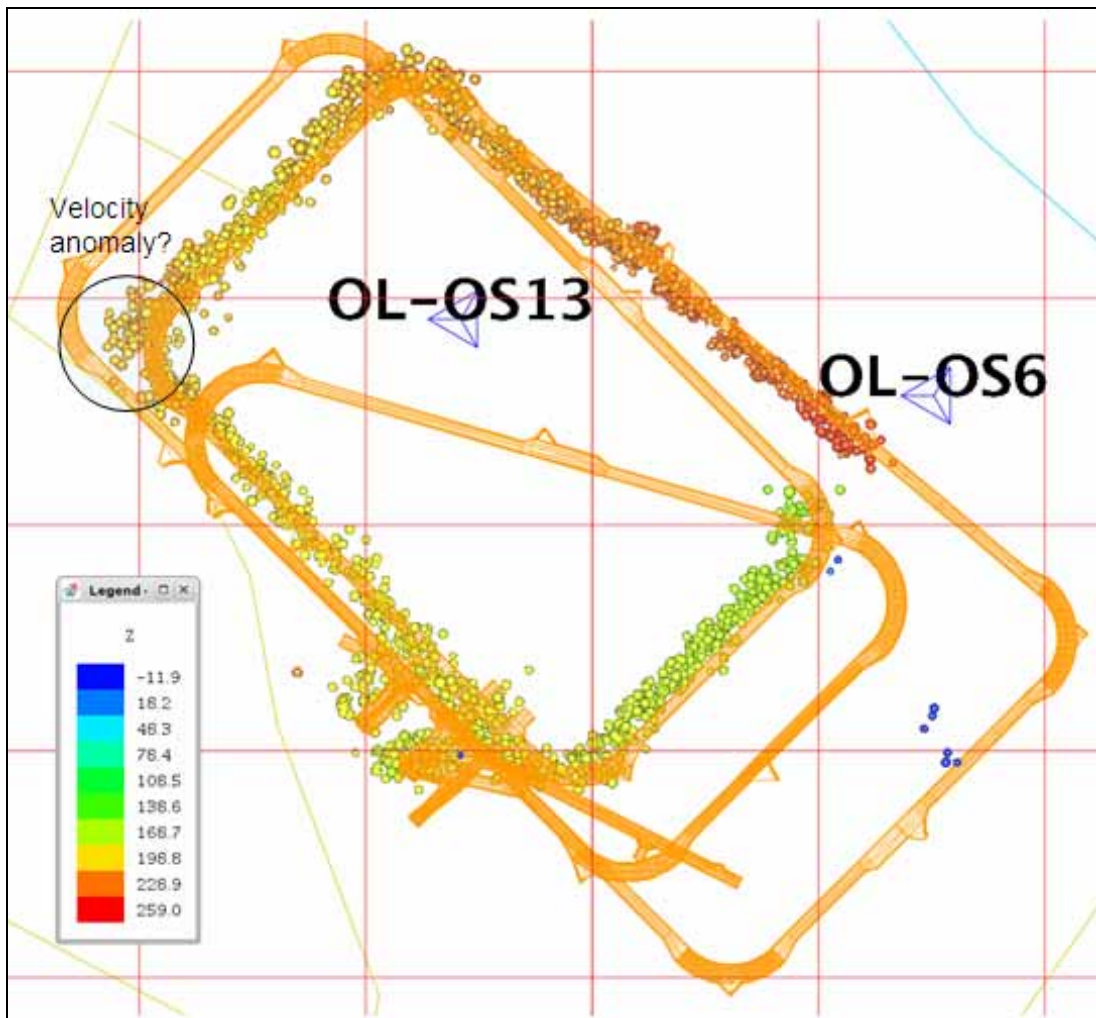 Velocity
anomaly?
OL-OS13
OL-OS6
Legend -
Z
-11.9
18.2
48.3
78.4
108.5
138.6
168.7
198.8
228.9
259.0